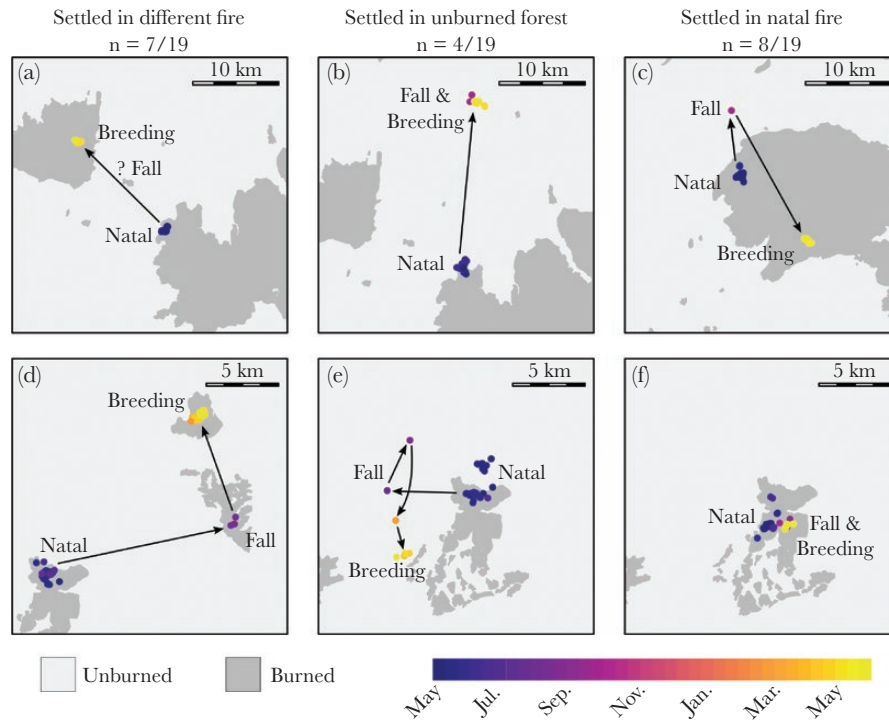 Settled in different fire
n = 7/19
Settled in unburned forest
n = 4/19
Settled in natal fire
n = 8/19
(a)
10 km
Breeding
? Fall
Natal
(b)
10 km
Fall &
Breeding
Natal
(c)
10 km
Fall
Natal
Breeding
(d)
5 km
Breeding
Natal
Fall
(e)
5 km
Fall
Natal
Breeding
(f)
5 km
Natal
Fall &
Breeding
Unburned
Burned
May
Jul.
Sep.
Nov.
Jan.
Mar.
May